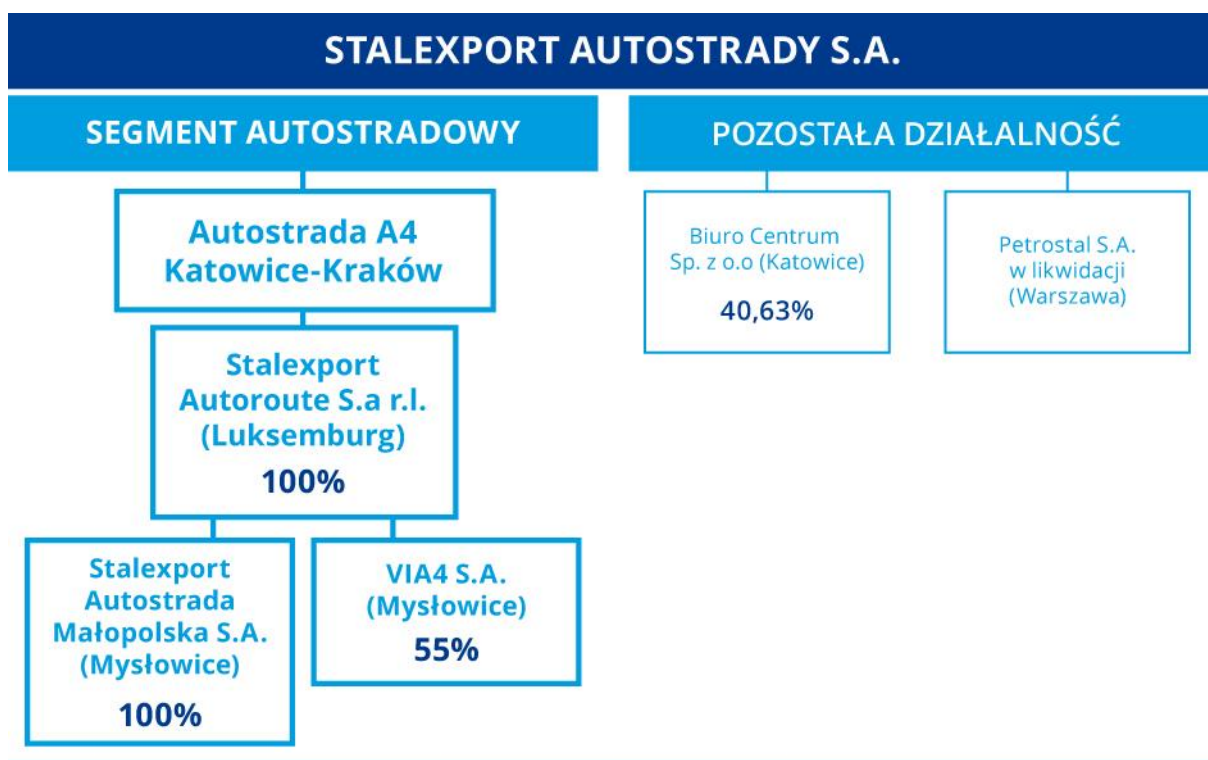 STALEXPORT AUTOSTRADY S.A.
SEGMENT AUTOSTRADOWY
Autostrada A4
Katowice-Kraków
Stalexport
Autoroute S.a r.l.
(Luksemburg)
100%
Stalexport
Autostrada
Małopolska S.A.
(Mysłowice)
100%
VIA4 S.A.
(Mysłowice)
55%
POZOSTAŁA DZIAŁALNOŚĆ
Biuro Centrum
Sp. z o.o (Katowice)
40,63%
Petrostal S.A.
w likwidacji
(Warszawa)